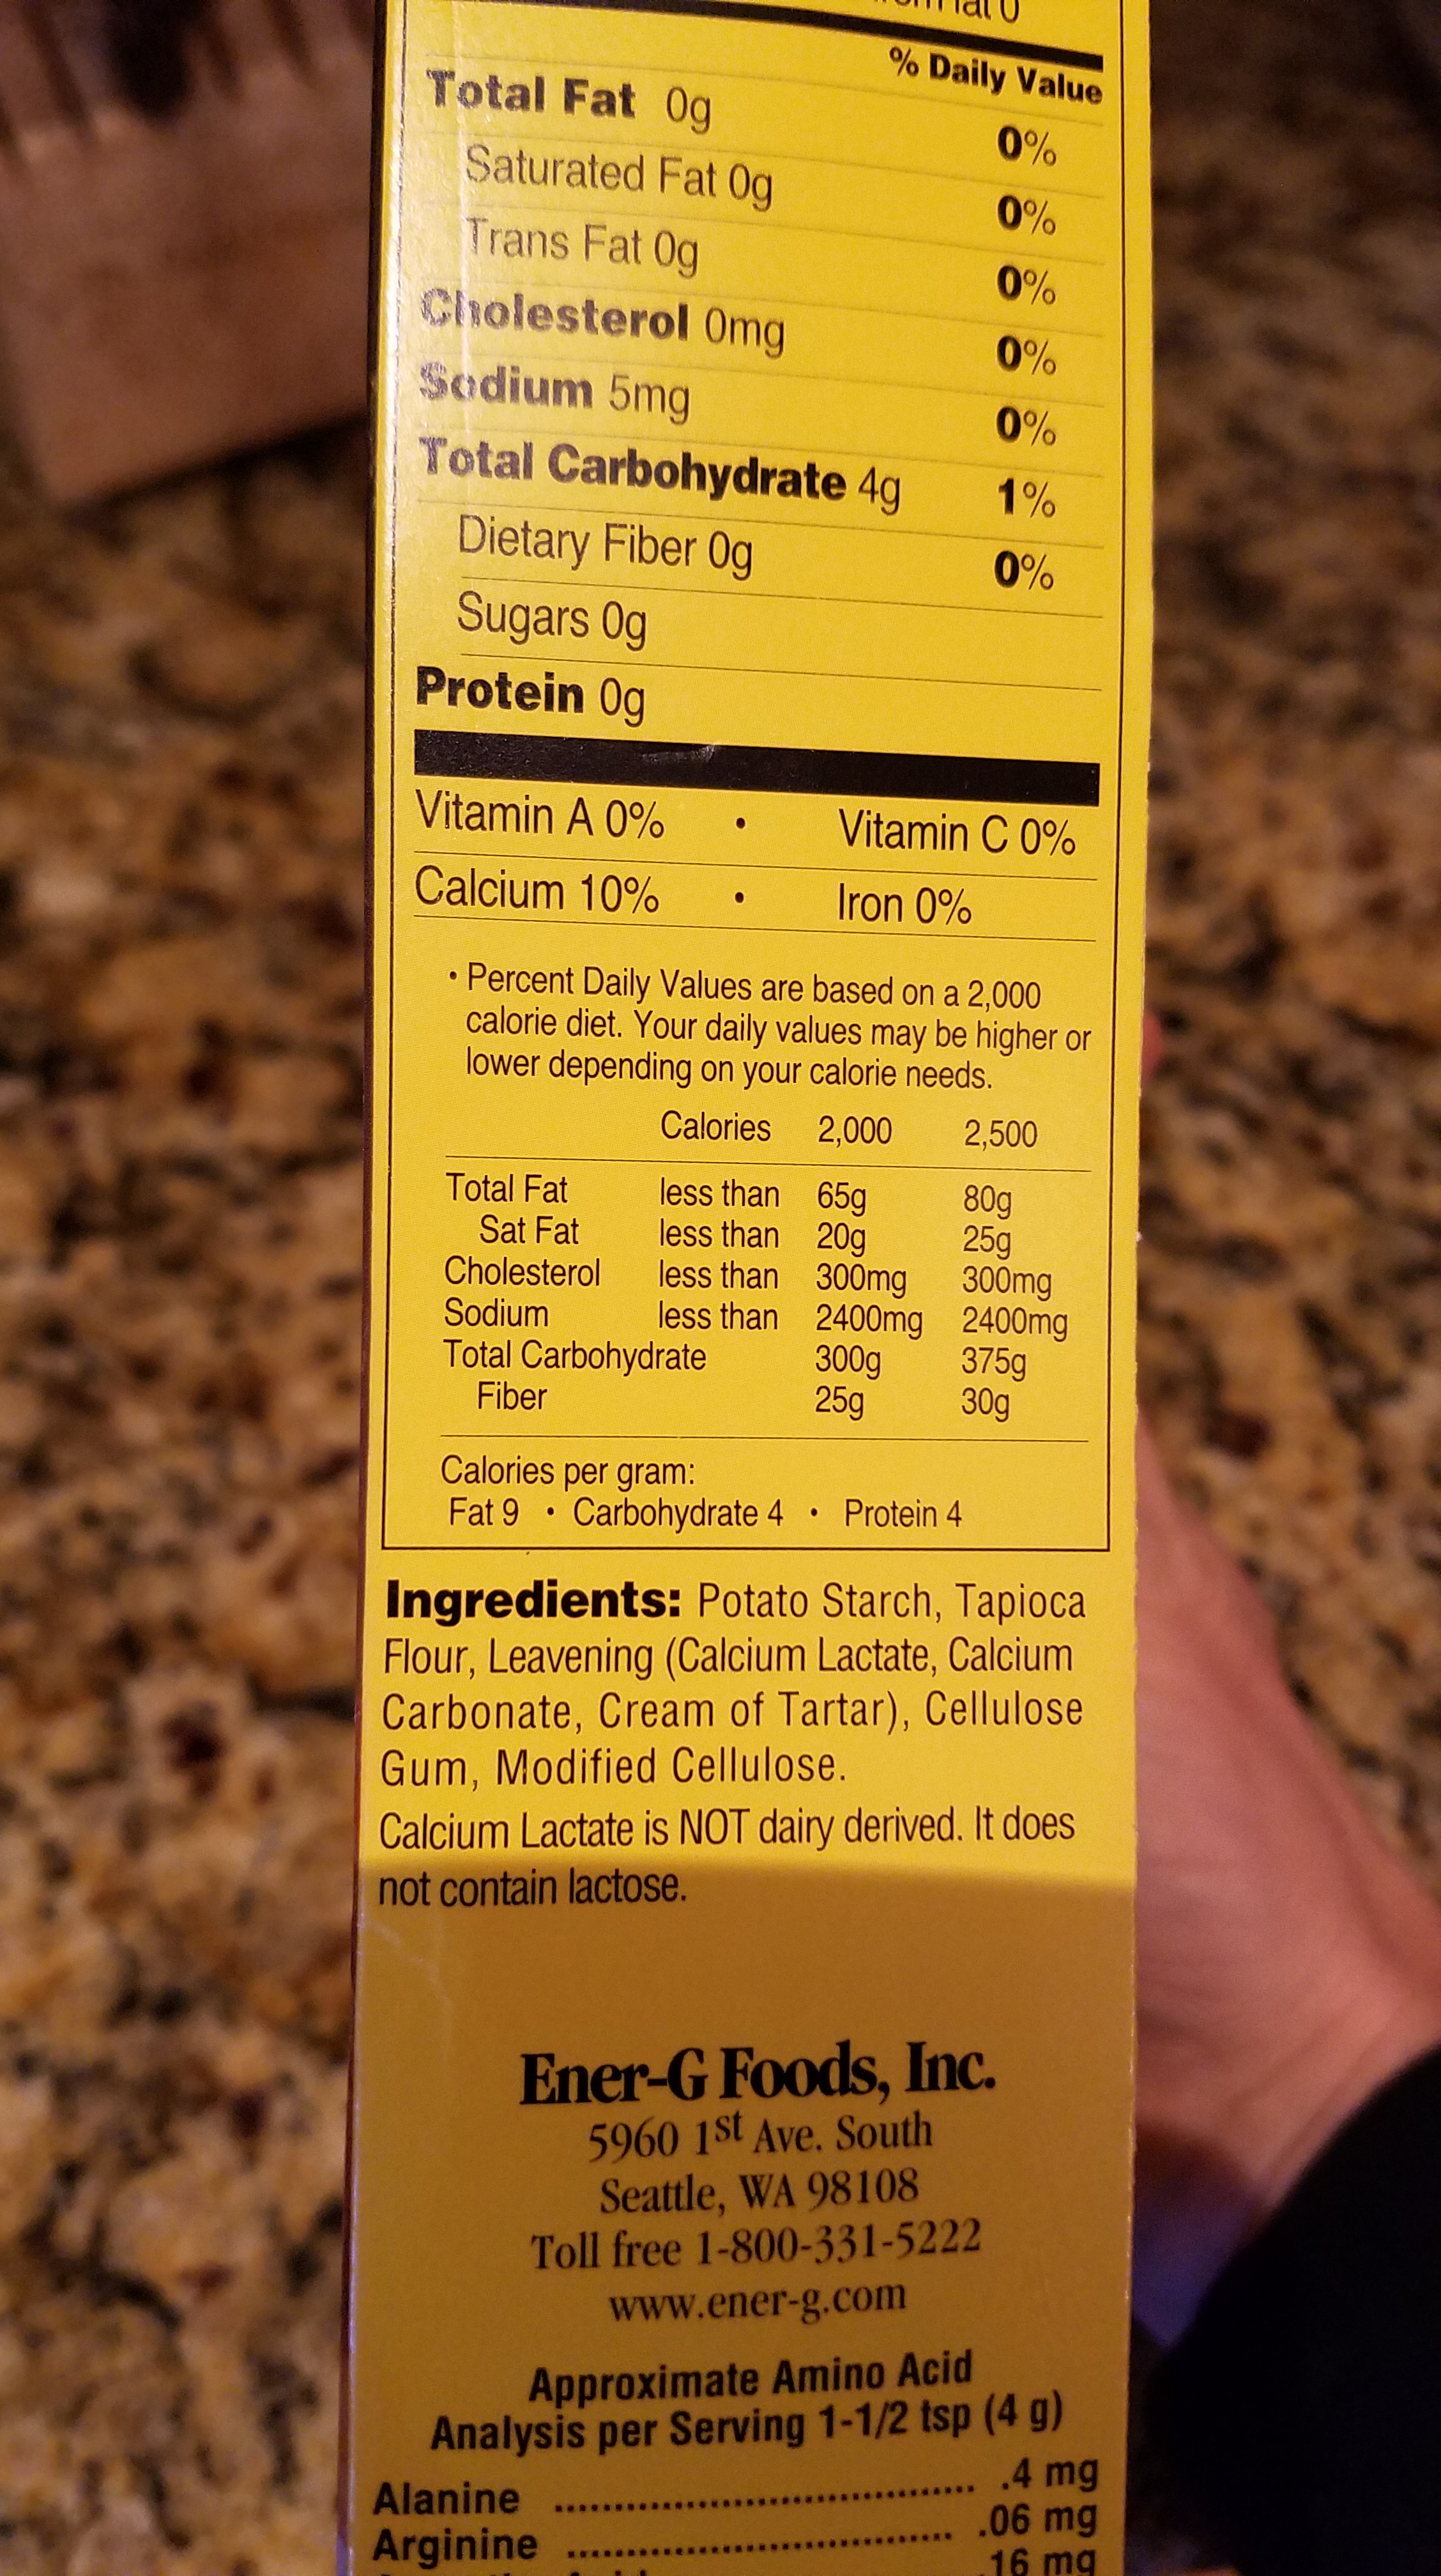 fat 0
% Daily Value
Total Fat 0g 0%
Saturated Fat 0g 0%
Trans Fat 0g 0%
Cholesterol 0mg 0%
Sodium 5mg 0%
Total Carbohydrate 4g 1%
Dietary Fiber 0g 0%
Sugars 0g
Protein 0g
Vitamin A 0% • Vitamin C 0%
Calcium 10% • Iron 0%
• Percent Daily Values are based on a 2,000
calorie diet. Your daily values may be higher or
lower depending on your calorie needs.
Calories 2,000 2,500
Total Fat less than 65g 80g
Sat Fat less than 20g 25g
Cholesterol less than 300mg 300mg
Sodium less than 2400mg 2400mg
Total Carbohydrate 300g 375g
Fiber 25g 30g
Calories per gram:
Fat 9 • Carbohydrate 4 • Protein 4
Ingredients: Potato Starch, Tapioca
Flour, Leavening (Calcium Lactate, Calcium
Carbonate, Cream of Tartar), Cellulose
Gum, Modified Cellulose.
Calcium Lactate is NOT dairy derived. It does
not contain lactose.
Ener-G Foods, Inc.
5960 1st Ave. South
Seattle, WA 98108
Toll free 1-800-331-5222
www.ener-g.com
Approximate Amino Acid
Analysis per Serving 1-1/2 tsp (4 g)
Alanine .................................... .4 mg
Arginine .................................... .06 mg
16 mg